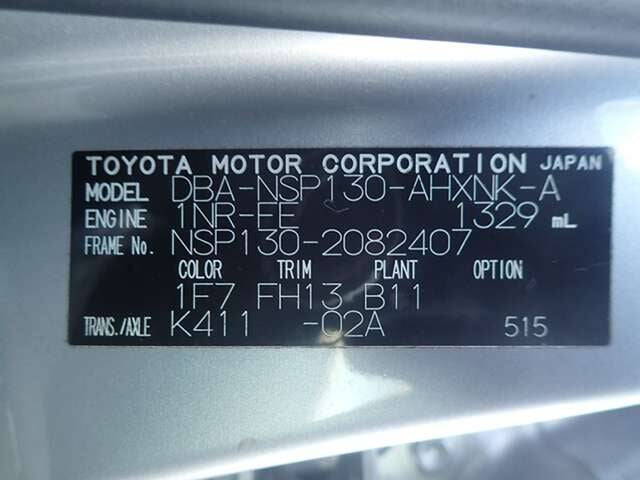 TOYOTA MOTOR CORPORATION JAPAN
MODEL DBA-NSP130-AHXNK-A
ENGINE 1NR-EE 1329 mL
FRAME No. NSP130-2082407
COLOR TRIM PLANT OPTION
1F7 FH13 B11
TRANS./AXLE K411 -02A 515